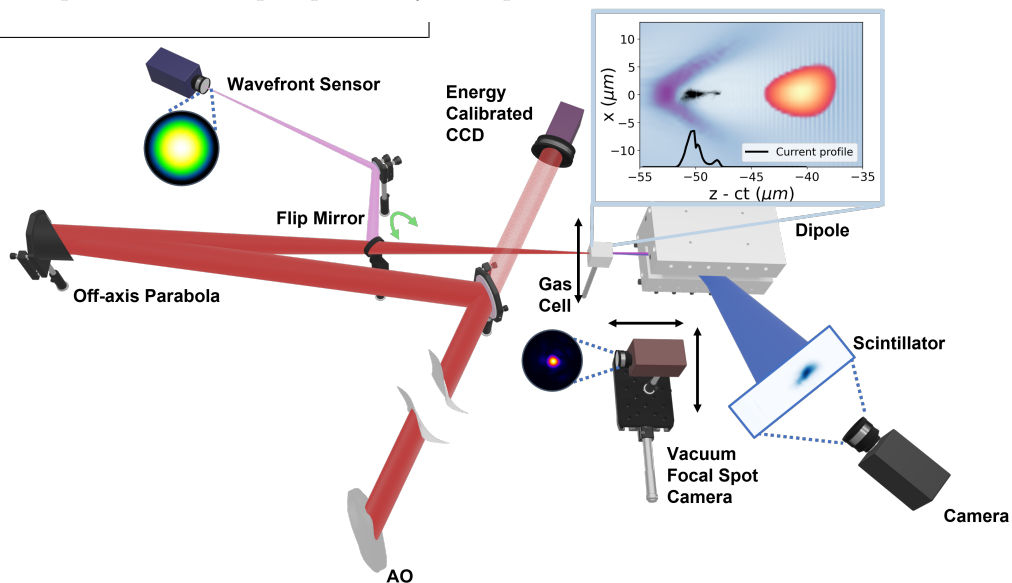 Wavefront Sensor
Energy
Calibrated
CCD
x (μm)
10
5
0
−5
−10
Current profile
−55
−50
−45
−40
−35
z - ct (μm)
Flip Mirror
Dipole
Off-axis Parabola
Gas
Cell
Scintillator
Vacuum
Focal Spot
Camera
Camera
AO